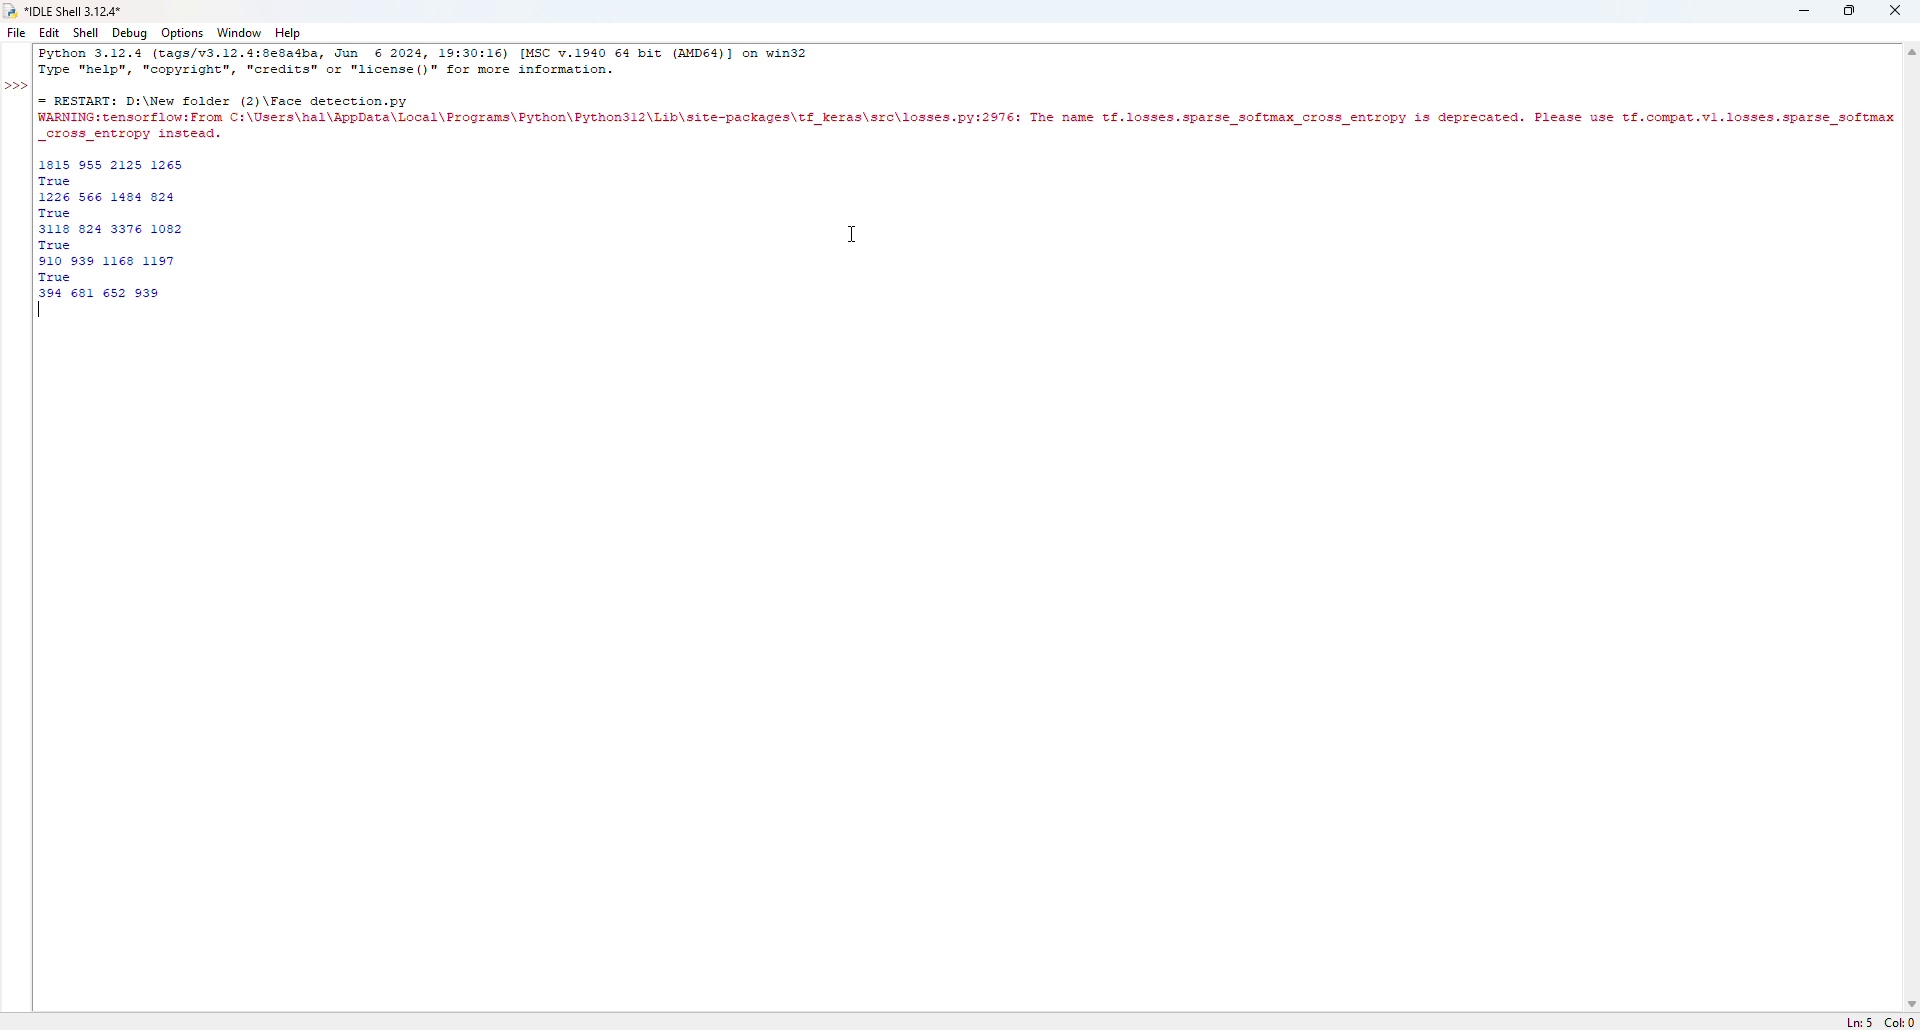 *IDLE Shell 3.12.4*
File Edit Shell Debug Options Window Help
Python 3.12.4 (tags/v3.12.4:8e8a4ba, Jun  6 2024, 19:30:16) [MSC v.1940 64 bit (AMD64)] on win32
Type "help", "copyright", "credits" or "license()" for more information.
>>>
= RESTART: D:\New folder (2)\Face detection.py
WARNING:tensorflow:From C:\Users\hal\AppData\Local\Programs\Python\Python312\Lib\site-packages\tf_keras\src\losses.py:2976: The name tf.losses.sparse_softmax_cross_entropy is deprecated. Please use tf.compat.v1.losses.sparse_softmax
_cross_entropy instead.
1815 955 2125 1265
True
1226 566 1484 824
True
3118 824 3376 1082
True
910 939 1168 1197
True
394 681 652 939
Ln: 5 Col: 0